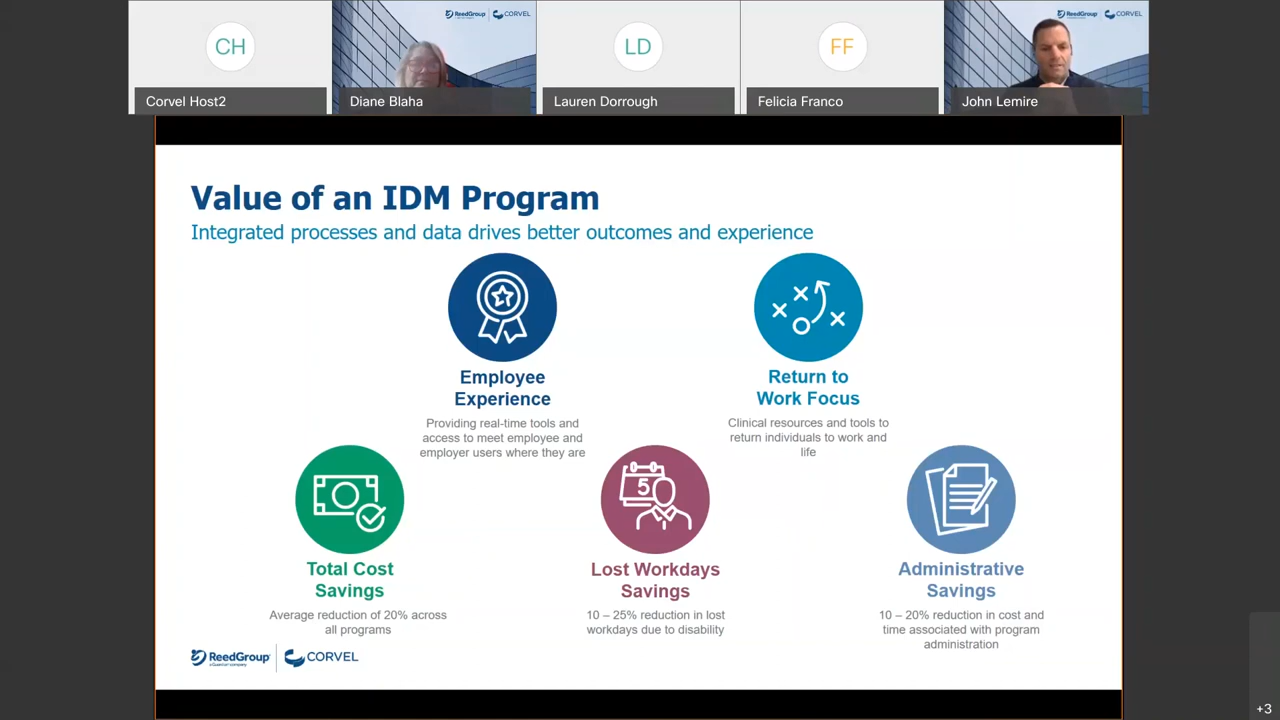 ReedGroup CORVEL
ReedGroup CORVEL
CH
LD
FF
Corvel Host2
Diane Blaha
Lauren Dorrough
Felicia Franco
John Lemire
Value of an IDM Program
Integrated processes and data drives better outcomes and experience
Employee
Experience
Providing real-time tools and
access to meet employee and
employer users where they are
Return to
Work Focus
Clinical resources and tools to
return individuals to work and
life
5
Total Cost
Savings
Average reduction of 20% across
all programs
Lost Workdays
Savings
10 – 25% reduction in lost
workdays due to disability
Administrative
Savings
10 – 20% reduction in cost and
time associated with program
administration
ReedGroup CORVEL
+3